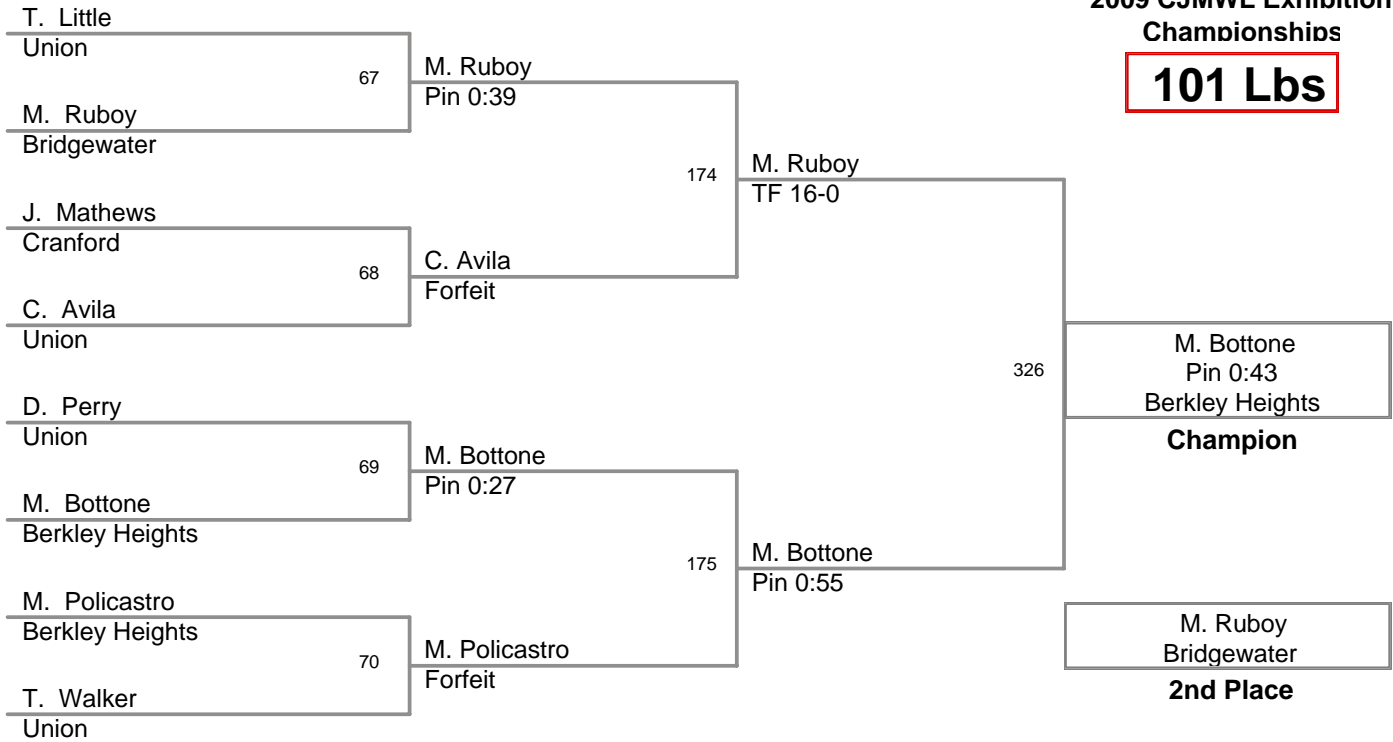 2009 CJMWL Exhibition
Championships
101 Lbs
T. Little
Union
67
M. Ruboy
Bridgewater
M. Ruboy
Pin 0:39
J. Mathews
Cranford
68
C. Avila
Union
C. Avila
Forfeit
174
M. Ruboy
TF 16-0
D. Perry
Union
69
M. Bottone
Berkley Heights
M. Bottone
Pin 0:27
M. Policastro
Berkley Heights
70
T. Walker
Union
M. Policastro
Forfeit
175
M. Bottone
Pin 0:55
326
M. Bottone
Pin 0:43
Berkley Heights
Champion
M. Ruboy
Bridgewater
2nd Place